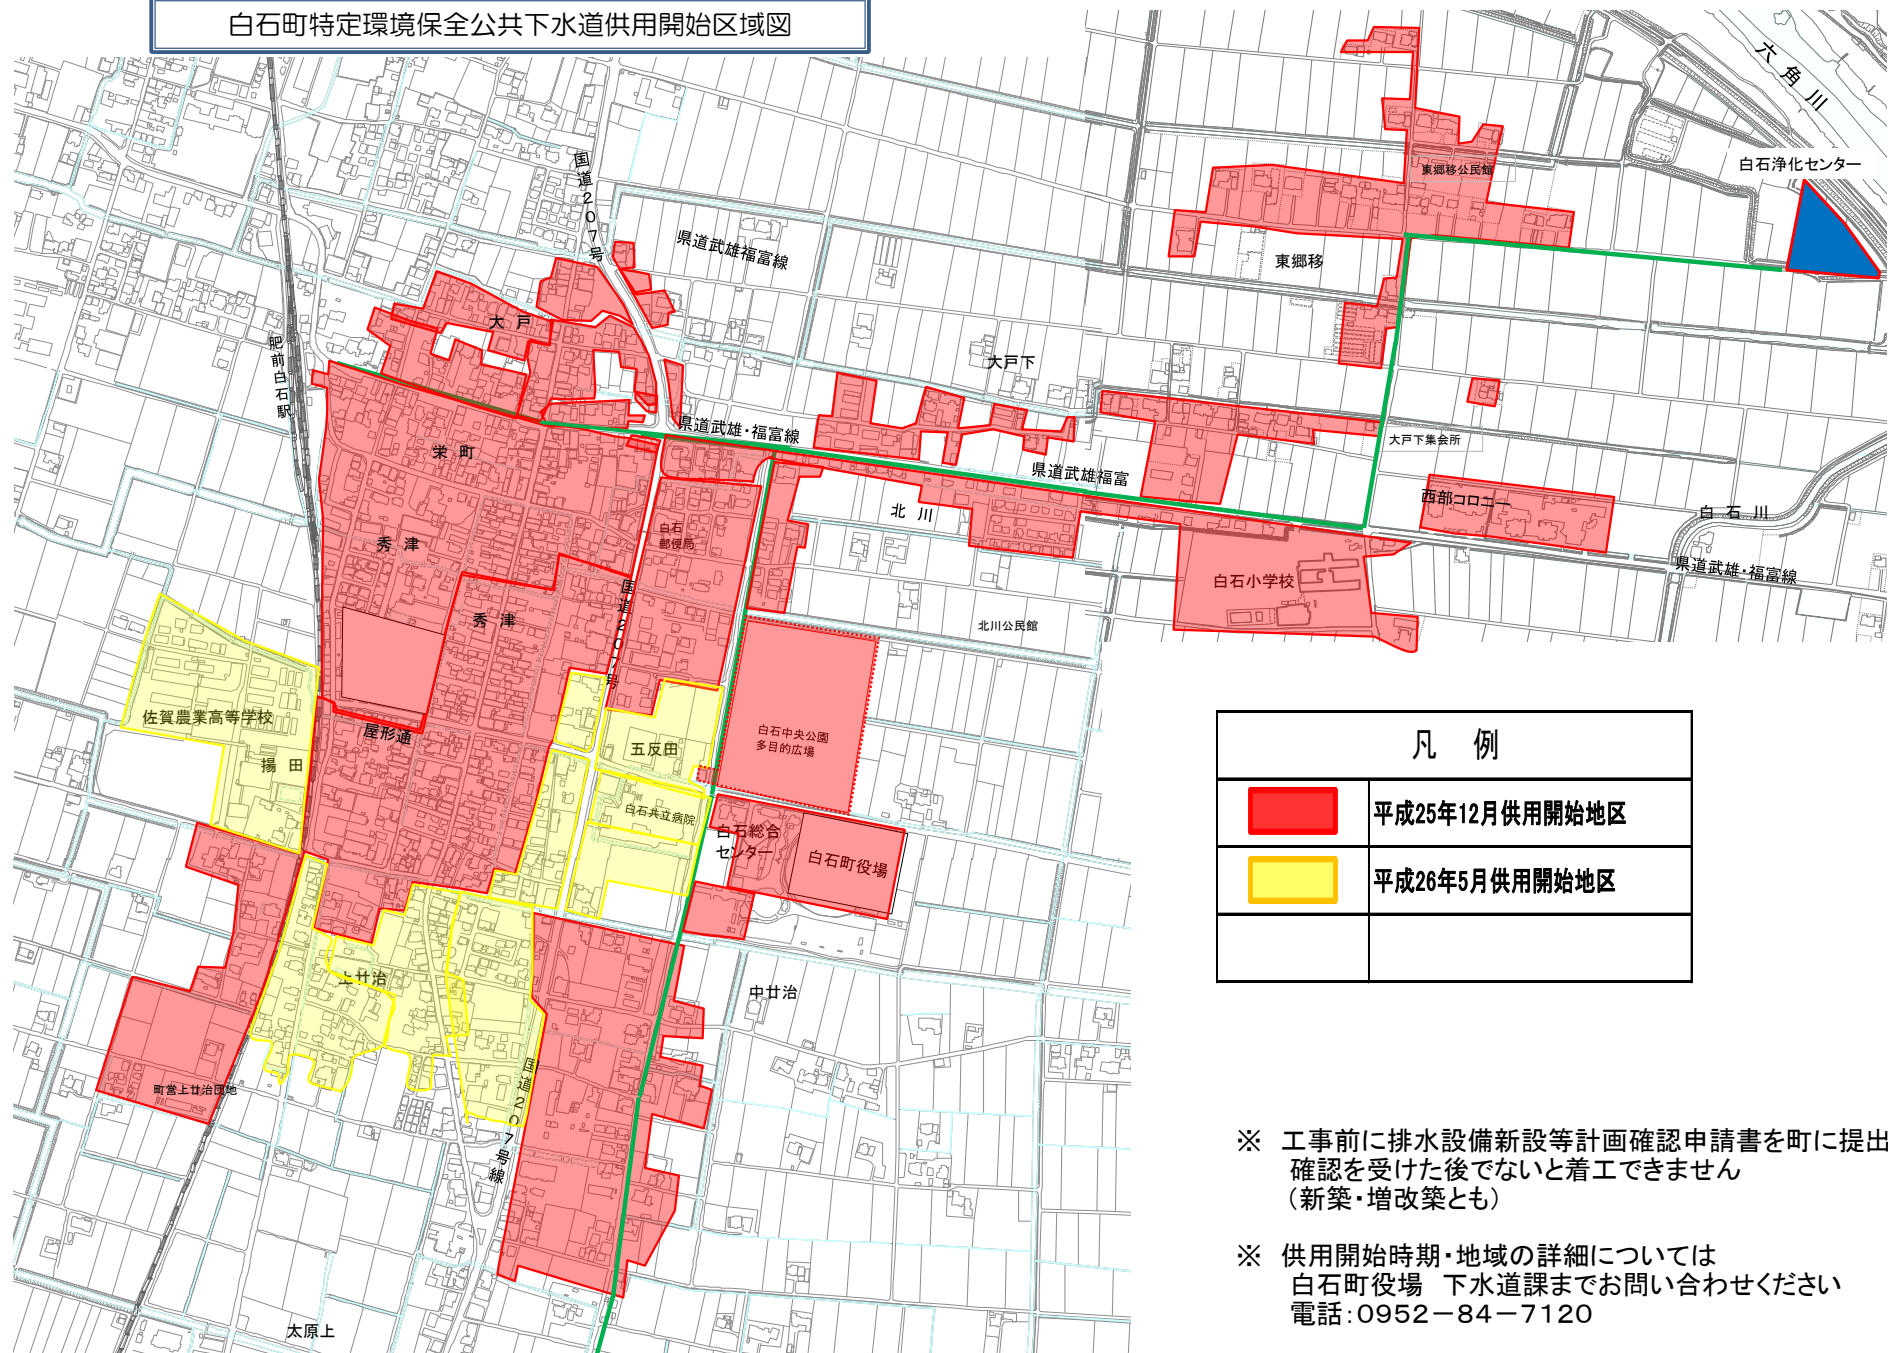 白石町特定環境保全公共下水道供用開始区域図
六角川
白石浄化センター
国道207号
県道武雄福富線
東郷移公民館
東郷移
大戸
肥前白石駅
大戸下
県道武雄・福富線
大戸下集会所
栄町
県道武雄福富
西部コロニー
白石川
北川
白石
郵便局
秀津
白石小学校
県道武雄・福富線
国道207号
秀津
北川公民館
佐賀農業高等学校
屋形通
揚田
五反田
白石中央公園
多目的広場
白石共立病院
白石総合
センター
白石町役場
上廿治
中廿治
町営上廿治団地
国道207号線
太原上
凡 例
平成25年12月供用開始地区
平成26年5月供用開始地区
※ 工事前に排水設備新設等計画確認申請書を町に提出
確認を受けた後でないと着工できません
(新築・増改築とも)
※ 供用開始時期・地域の詳細については
白石町役場 下水道課までお問い合わせください
電話:0952-84-7120